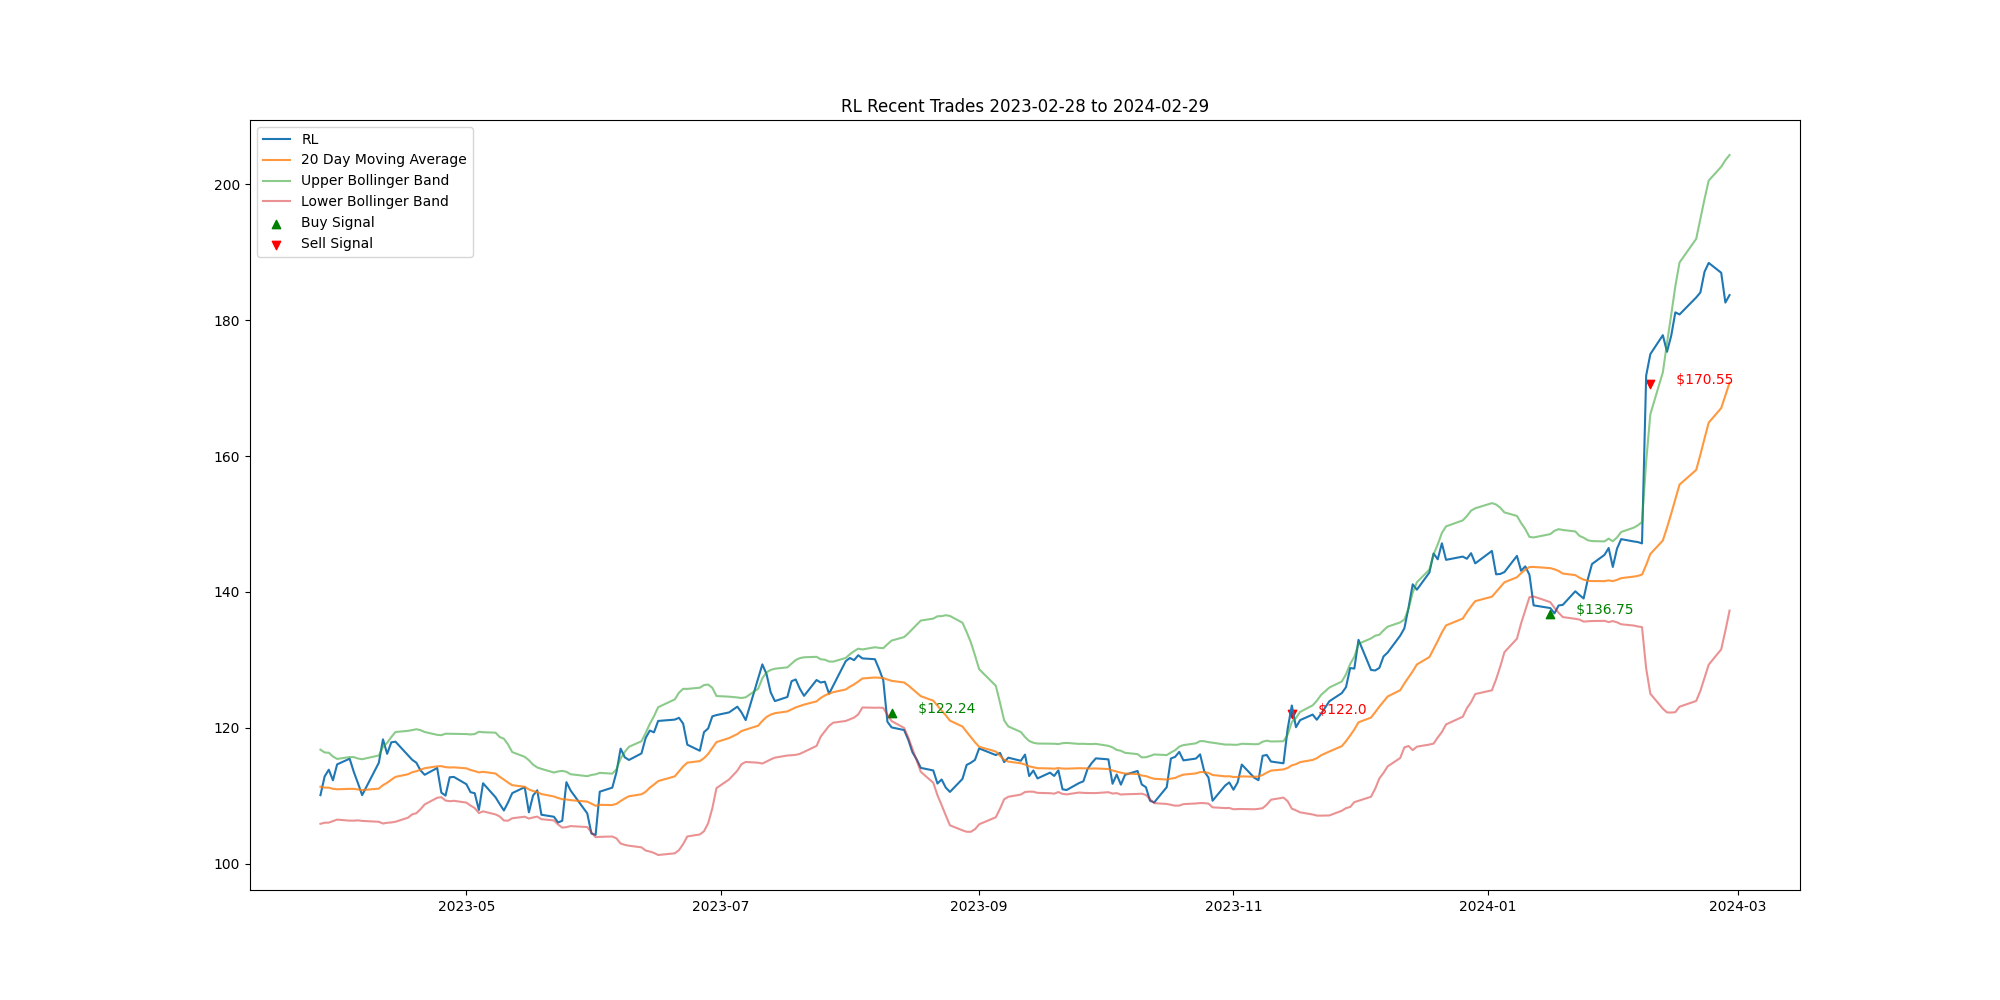 RL Recent Trades 2023-02-28 to 2024-02-29
RL
20 Day Moving Average
Upper Bollinger Band
Lower Bollinger Band
Buy Signal
Sell Signal
200
180
160
140
120
100
$170.55
$136.75
$122.24
$122.0
2023-05
2023-07
2023-09
2023-11
2024-01
2024-03